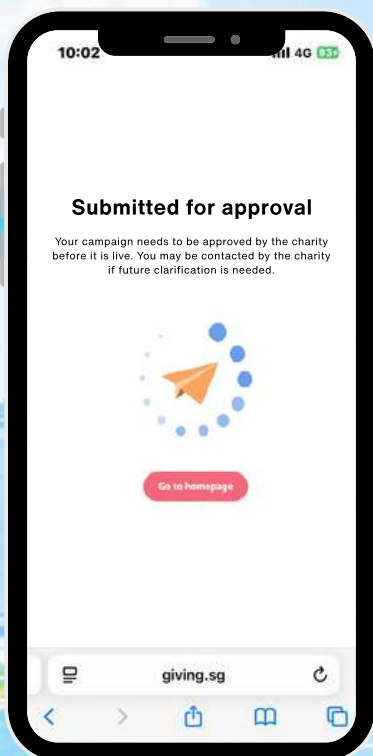 10:02
4G 93
Submitted for approval
Your campaign needs to be approved by the charity
before it is live. You may be contacted by the charity
if future clarification is needed.
Go to homepage
giving.sg